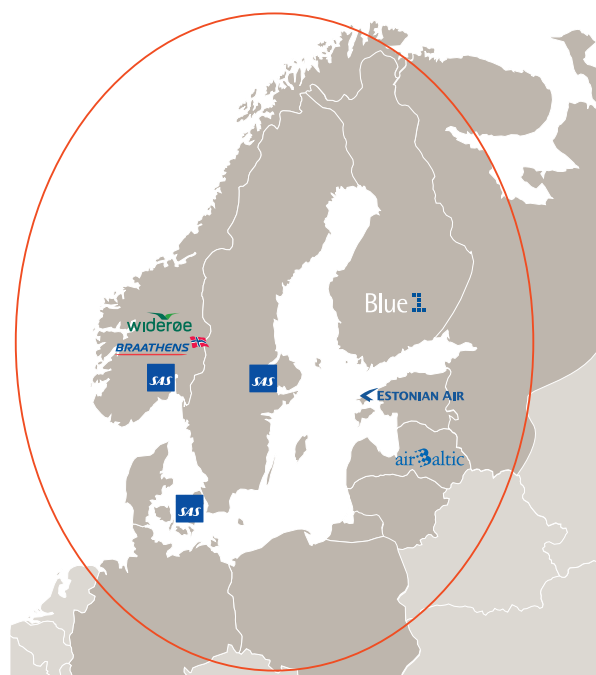 Blue1
widerøe
BRAATHENS
SAS
SAS
ESTONIAN AIR
airBaltic
SAS